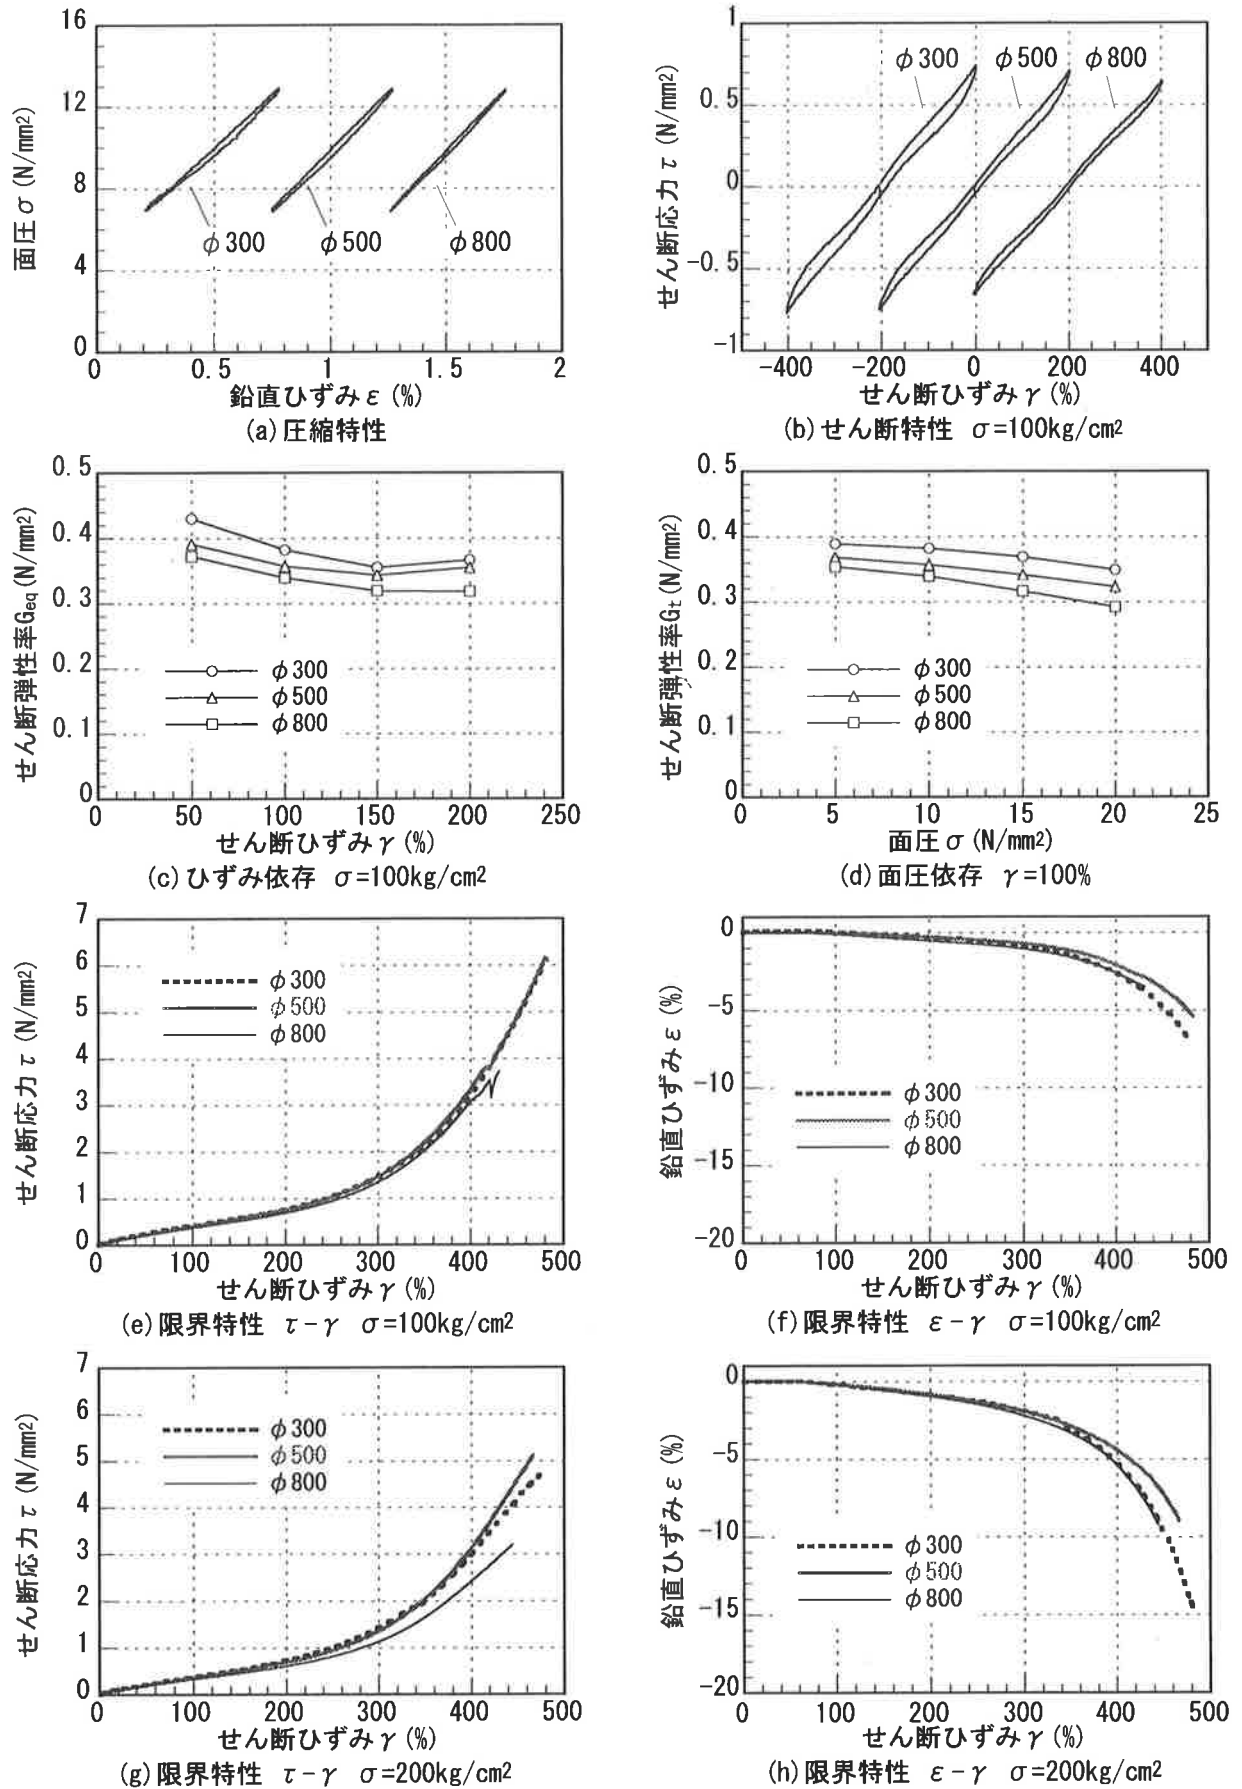 16
12
8
4
0
面圧σ(N/mm2)
φ300
φ500
φ800
0
0.5
1
1.5
2
鉛直ひずみε(%)
(a)圧縮特性
1
0.5
0
-0.5
-1
せん断応力τ(N/mm2)
φ300
φ500
φ800
-400
-200
0
200
400
せん断ひずみγ(%)
(b)せん断特性 σ=100kg/cm2
0.5
0.4
0.3
0.2
0.1
0
せん断弾性率Geq(N/mm2)
φ300
φ500
φ800
0
50
100
150
200
250
せん断ひずみγ(%)
(c)ひずみ依存 σ=100kg/cm2
0.5
0.4
0.3
0.2
0.1
0
せん断弾性率Gt(N/mm2)
φ300
φ500
φ800
0
5
10
15
20
25
面圧σ(N/mm2)
(d)面圧依存 γ=100%
7
6
5
4
3
2
1
0
せん断応力τ(N/mm2)
φ300
φ500
φ800
0
100
200
300
400
500
せん断ひずみγ(%)
(e)限界特性 τ-γ σ=100kg/cm2
0
-5
-10
-15
-20
鉛直ひずみε(%)
φ300
φ500
φ800
0
100
200
300
400
500
せん断ひずみγ(%)
(f)限界特性 ε-γ σ=100kg/cm2
7
6
5
4
3
2
1
0
せん断応力τ(N/mm2)
φ300
φ500
φ800
0
100
200
300
400
500
せん断ひずみγ(%)
(g)限界特性 τ-γ σ=200kg/cm2
0
-5
-10
-15
-20
鉛直ひずみε(%)
φ300
φ500
φ800
0
100
200
300
400
500
せん断ひずみγ(%)
(h)限界特性 ε-γ σ=200kg/cm2